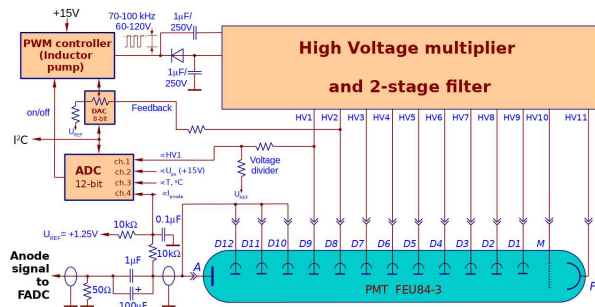 +15V
70-100 kHz
60-120V
1µF/
250V
PWM controller
(Inductor
pump)
1µF/
250V
High Voltage multiplier
and 2-stage filter
on/off
DAC
8-bit
Feedback
U_REF
HV1 HV2 HV3 HV4 HV5 HV6 HV7 HV8 HV9 HV10 HV11
I²C
ADC
12-bit
ch.1
ch.2
ch.3
ch.4
∝HV1
∝U (+15V)
∝T, °C
∝I_anode
Voltage
divider
U_REF
U_REF= +1.25V
10kΩ
0.1µF
10kΩ
D12 D11 D10 D9 D8 D7 D6 D5 D4 D3 D2 D1 M
A
P
Anode
signal
to
FADC
50Ω
1µF
+
100µF
PMT FEU84-3